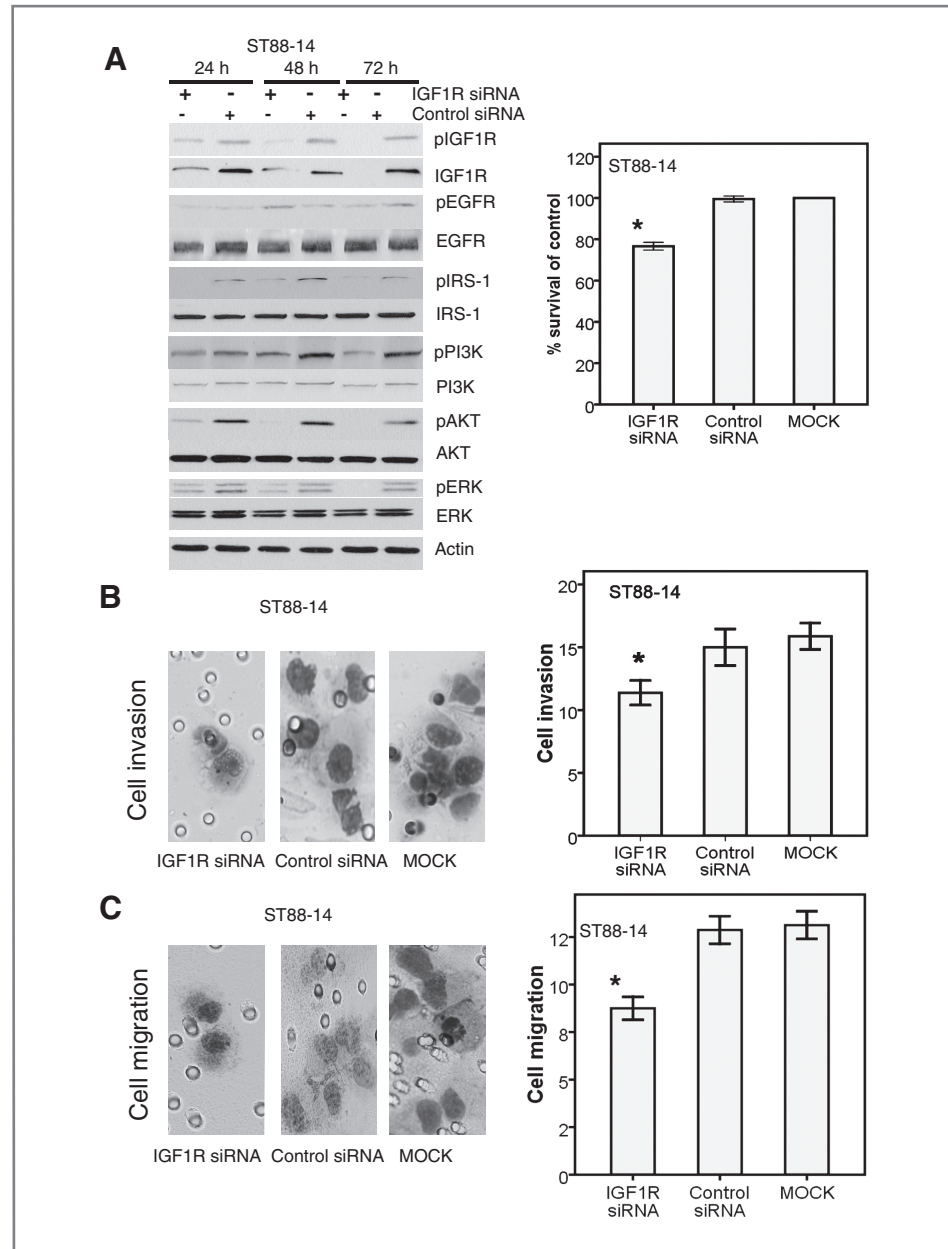 A
ST88-14
24 h 48 h 72 h
+ - + - + - IGF1R siRNA
- + - + - + Control siRNA
pIGF1R
IGF1R
pEGFR
EGFR
pIRS-1
IRS-1
pPI3K
PI3K
pAKT
AKT
pERK
ERK
Actin
ST88-14
% survival of control
120
100
80
60
40
20
0
*
IGF1R siRNA
Control siRNA
MOCK
B
ST88-14
Cell invasion
IGF1R siRNA Control siRNA MOCK
ST88-14
Cell invasion
20
15
10
5
0
*
IGF1R siRNA
Control siRNA
MOCK
C
ST88-14
Cell migration
IGF1R siRNA Control siRNA MOCK
ST88-14
Cell migration
12
10
8
5
2
0
*
IGF1R siRNA
Control siRNA
MOCK